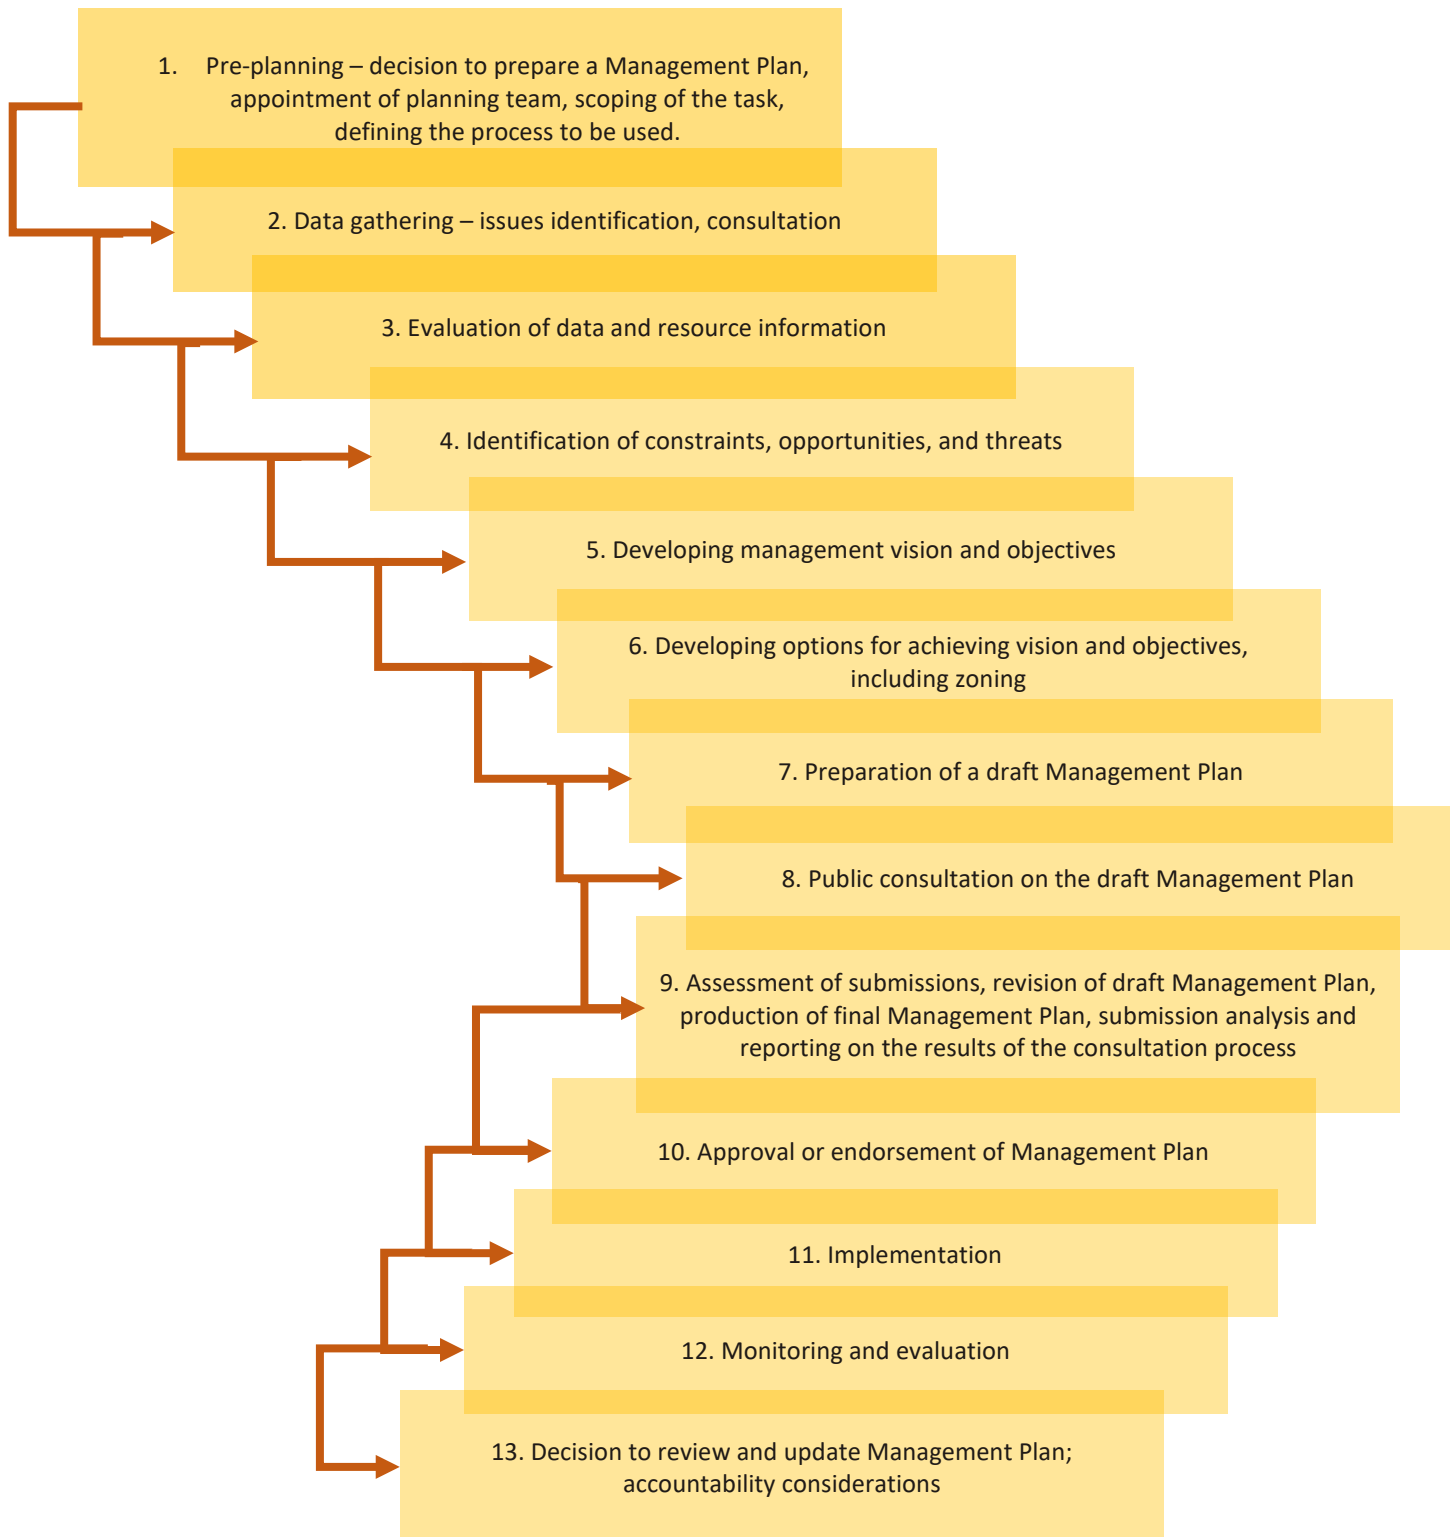 1. Pre-planning – decision to prepare a Management Plan,
appointment of planning team, scoping of the task,
defining the process to be used.
2. Data gathering – issues identification, consultation
3. Evaluation of data and resource information
4. Identification of constraints, opportunities, and threats
5. Developing management vision and objectives
6. Developing options for achieving vision and objectives,
including zoning
7. Preparation of a draft Management Plan
8. Public consultation on the draft Management Plan
9. Assessment of submissions, revision of draft Management Plan,
production of final Management Plan, submission analysis and
reporting on the results of the consultation process
10. Approval or endorsement of Management Plan
11. Implementation
12. Monitoring and evaluation
13. Decision to review and update Management Plan;
accountability considerations